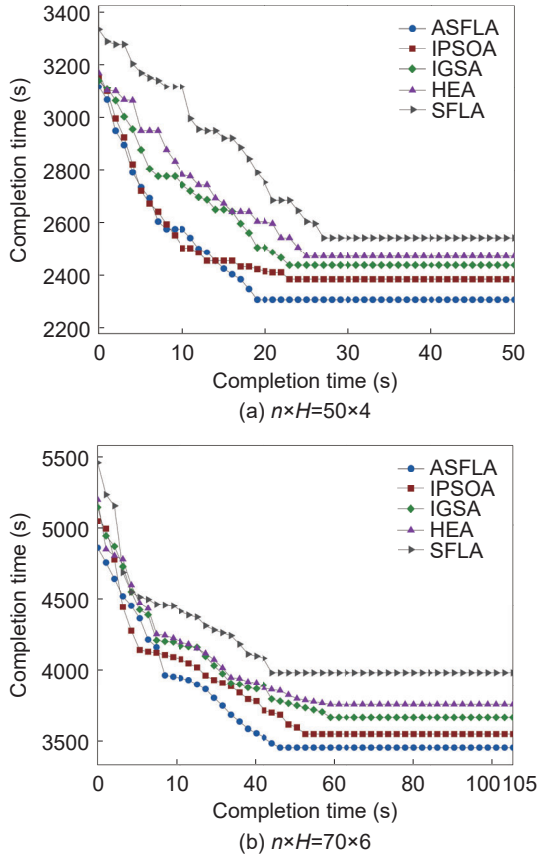 3400
3200
3000
2800
2600
2400
2200
Completion time (s)
ASFLA
IPSOA
IGSA
HEA
SFLA
0 10 20 30 40 50
Completion time (s)
(a) n×H=50×4
5500
5000
4500
4000
3500
Completion time (s)
ASFLA
IPSOA
IGSA
HEA
SFLA
0 10 40 60 80 100 105
Completion time (s)
(b) n×H=70×6